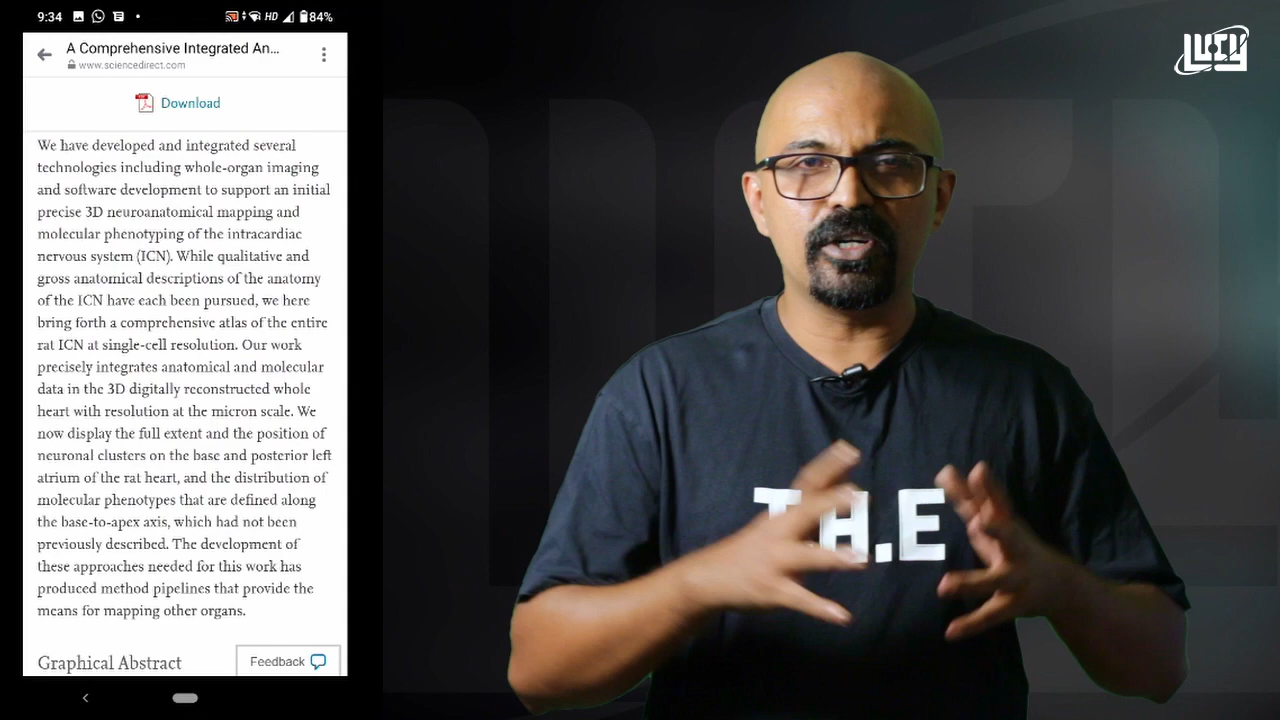 9:34
HD
84%
A Comprehensive Integrated An...
www.sciencedirect.com
Download
We have developed and integrated several
technologies including whole-organ imaging
and software development to support an initial
precise 3D neuroanatomical mapping and
molecular phenotyping of the intracardiac
nervous system (ICN). While qualitative and
gross anatomical descriptions of the anatomy
of the ICN have each been pursued, we here
bring forth a comprehensive atlas of the entire
rat ICN at single-cell resolution. Our work
precisely integrates anatomical and molecular
data in the 3D digitally reconstructed whole
heart with resolution at the micron scale. We
now display the full extent and the position of
neuronal clusters on the base and posterior left
atrium of the rat heart, and the distribution of
molecular phenotypes that are defined along
the base-to-apex axis, which had not been
previously described. The development of
these approaches needed for this work has
produced method pipelines that provide the
means for mapping other organs.
Graphical Abstract
Feedback
LUCY
T.H.E